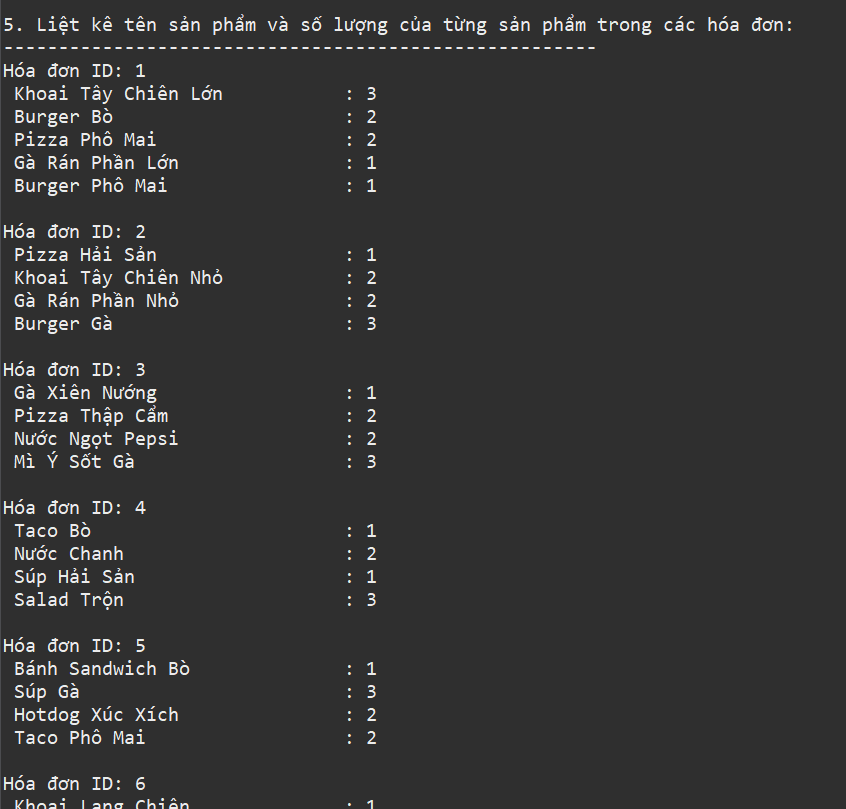 5. Liệt kê tên sản phẩm và số lượng của từng sản phẩm trong các hóa đơn:
------------------------------------------------------
Hóa đơn ID: 1
Khoai Tây Chiên Lớn : 3
Burger Bò : 2
Pizza Phô Mai : 2
Gà Rán Phần Lớn : 1
Burger Phô Mai : 1
Hóa đơn ID: 2
Pizza Hải Sản : 1
Khoai Tây Chiên Nhỏ : 2
Gà Rán Phần Nhỏ : 2
Burger Gà : 3
Hóa đơn ID: 3
Gà Xiên Nướng : 1
Pizza Thập Cẩm : 2
Nước Ngọt Pepsi : 2
Mì Ý Sốt Gà : 3
Hóa đơn ID: 4
Taco Bò : 1
Nước Chanh : 2
Súp Hải Sản : 1
Salad Trộn : 3
Hóa đơn ID: 5
Bánh Sandwich Bò : 1
Súp Gà : 3
Hotdog Xúc Xích : 2
Taco Phô Mai : 2
Hóa đơn ID: 6
Khoai Lang Chiên : 1